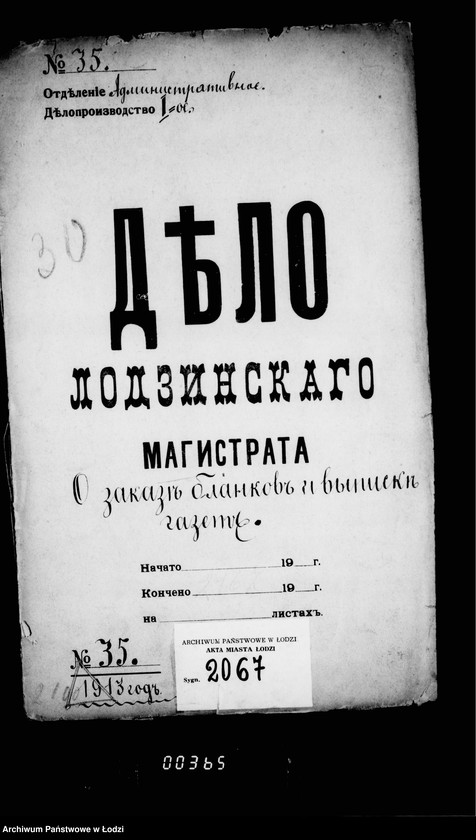 № 35.
Отдѣленіе Административное.
Дѣлопроизводство I=ое.
30
ДѢЛО
ЛОДЗИНСКАГО
МАГИСТРАТА
О заказѣ бланковъ и выпискѣ
газетъ.
Начато 19 г.
Кончено 19 г.
на листахъ.
№ 35.
1913 годъ
ARCHIWUM PAŃSTWOWE W ŁODZI
AKTA MIASTA ŁODZI
Sygn. 2067
00365
Archiwum Państwowe w Łodzi